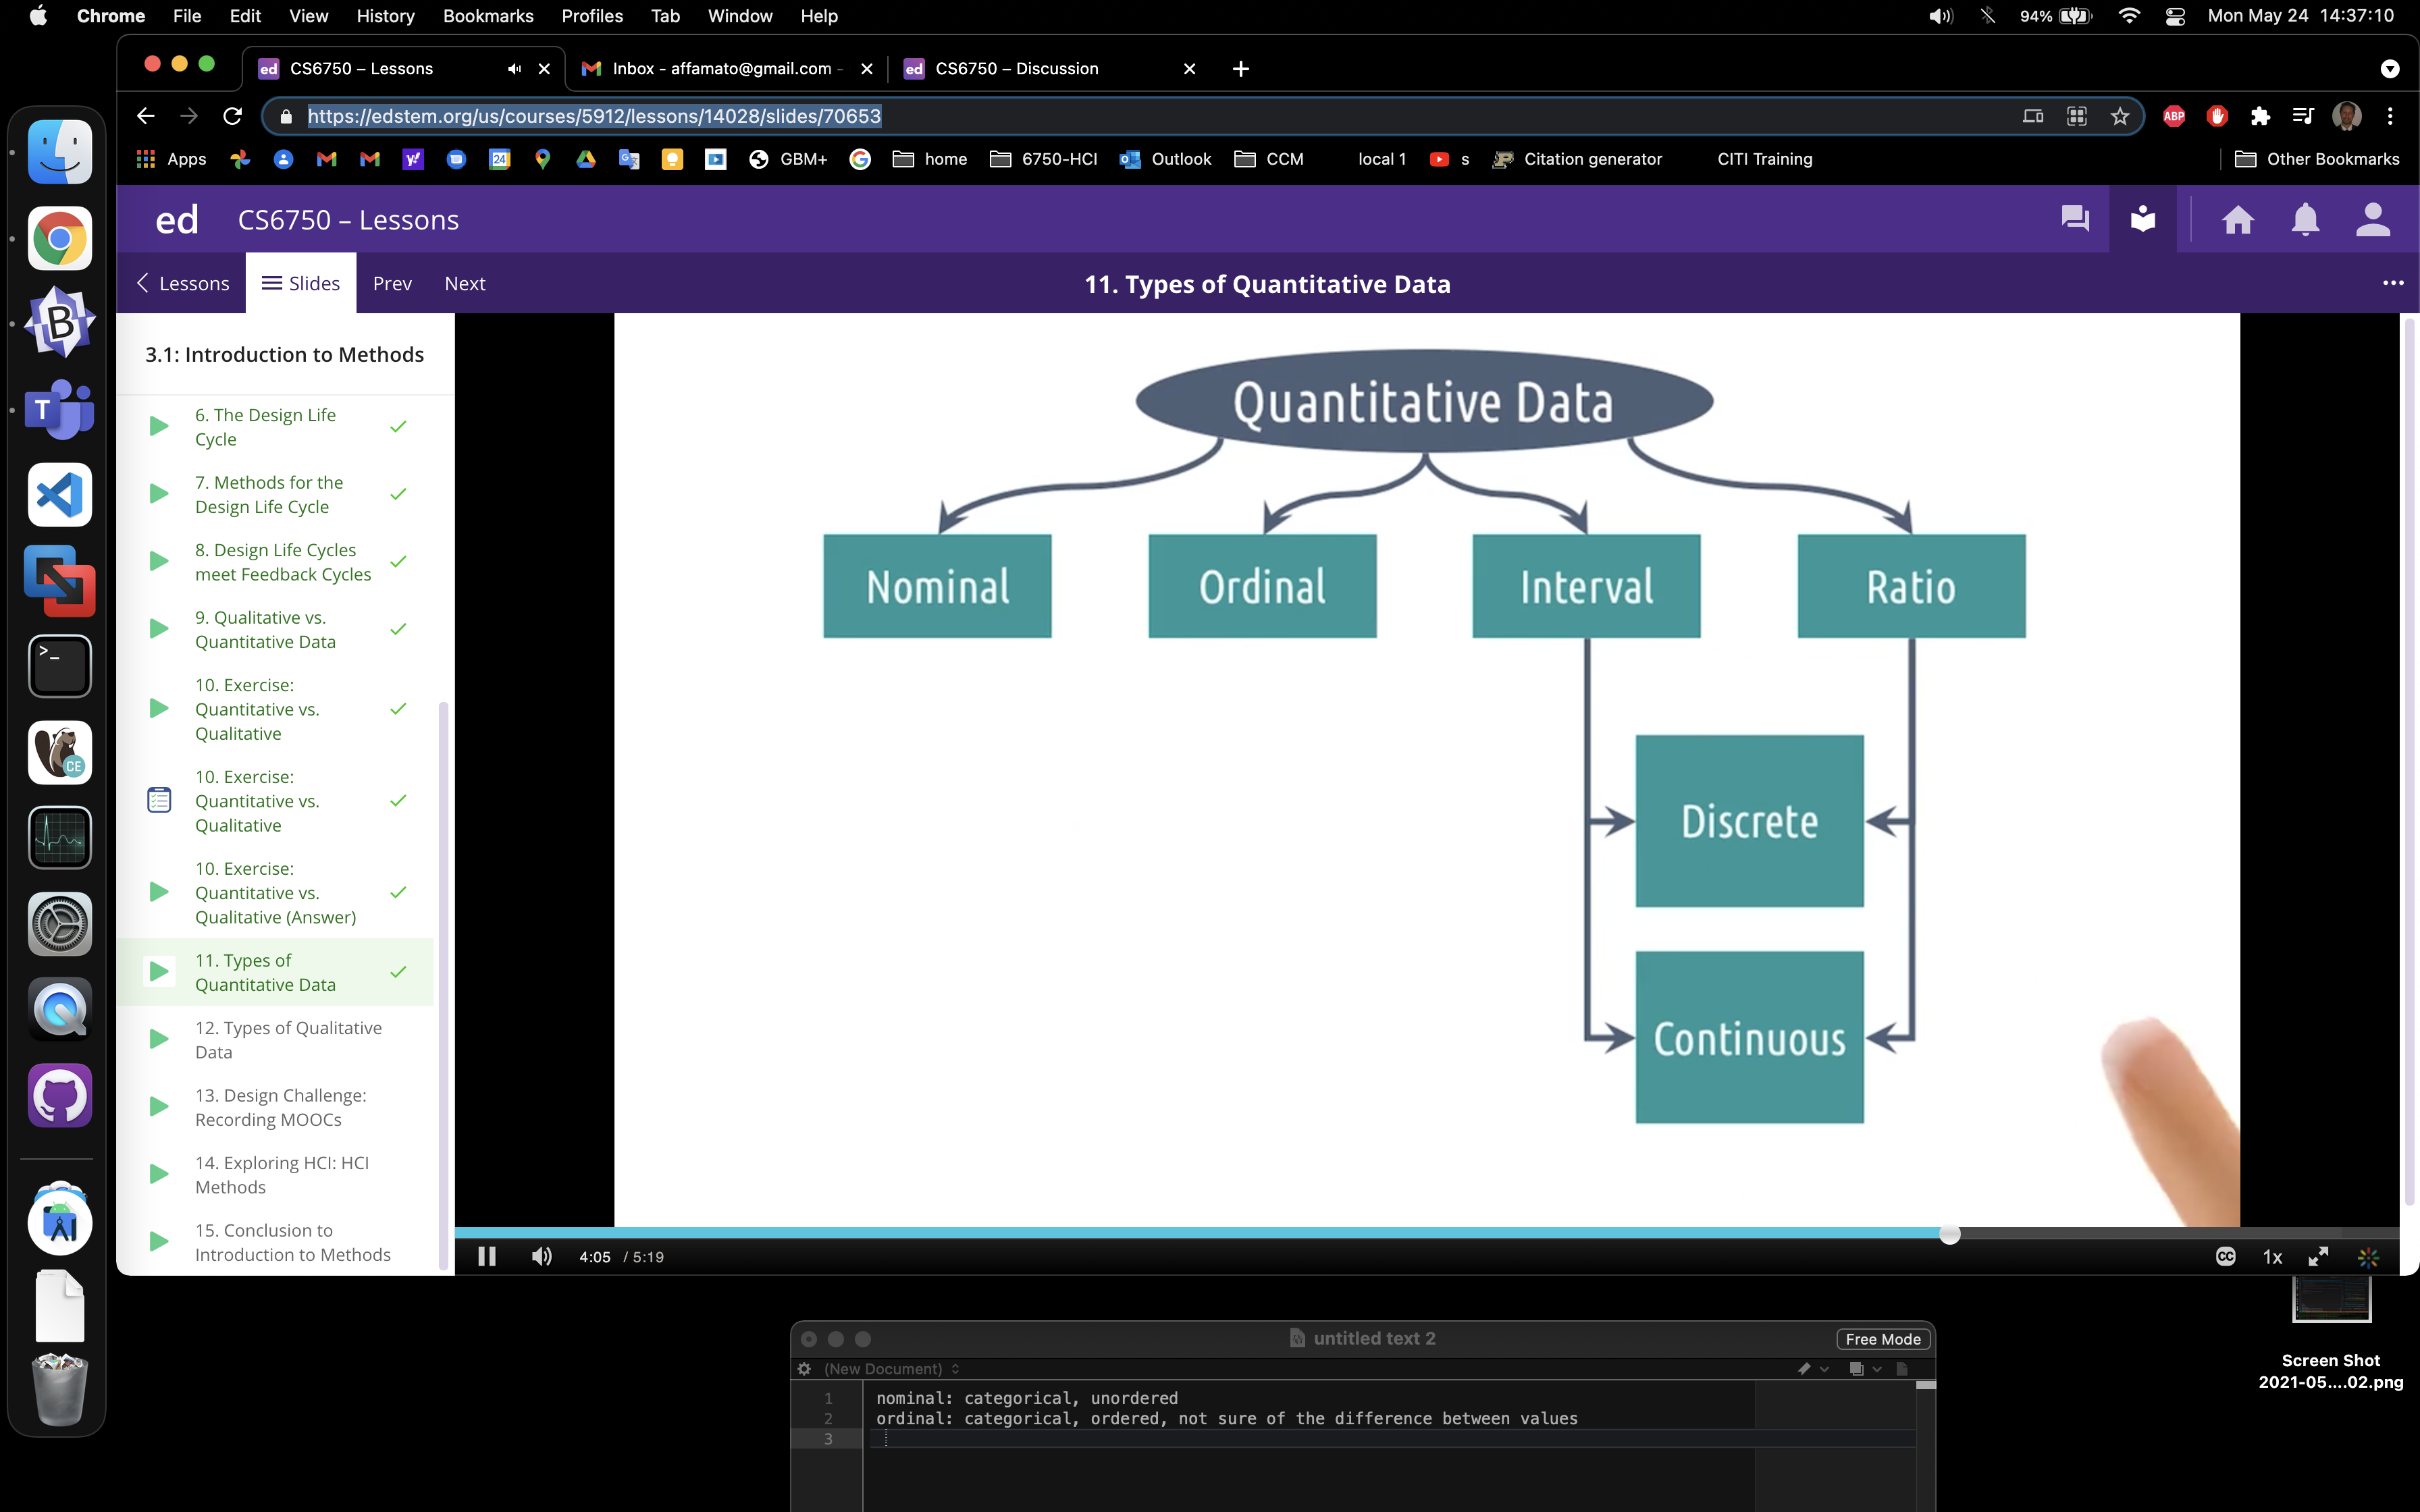 Chrome File Edit View History Bookmarks Profiles Tab Window Help
94% Mon May 24 14:37:10
ed CS6750 – Lessons
Inbox - affamato@gmail.com -
ed CS6750 – Discussion
https://edstem.org/us/courses/5912/lessons/14028/slides/70653
ABP
Apps
y!
24
GBM+
home
6750-HCI
Outlook
CCM
local 1
s
Citation generator
CITI Training
Other Bookmarks
ed CS6750 – Lessons
Lessons
Slides
Prev
Next
11. Types of Quantitative Data
3.1: Introduction to Methods
6. The Design Life
Cycle
7. Methods for the
Design Life Cycle
8. Design Life Cycles
meet Feedback Cycles
9. Qualitative vs.
Quantitative Data
10. Exercise:
Quantitative vs.
Qualitative
10. Exercise:
Quantitative vs.
Qualitative
10. Exercise:
Quantitative vs.
Qualitative (Answer)
11. Types of
Quantitative Data
12. Types of Qualitative
Data
13. Design Challenge:
Recording MOOCs
14. Exploring HCI: HCI
Methods
15. Conclusion to
Introduction to Methods
Quantitative Data
Nominal
Ordinal
Interval
Ratio
Discrete
Continuous
4:05 / 5:19
CC
1x
B
T
>_
CE
untitled text 2
Free Mode
(New Document)
1 nominal: categorical, unordered
2 ordinal: categorical, ordered, not sure of the difference between values
3
Screen Shot
2021-05....02.png